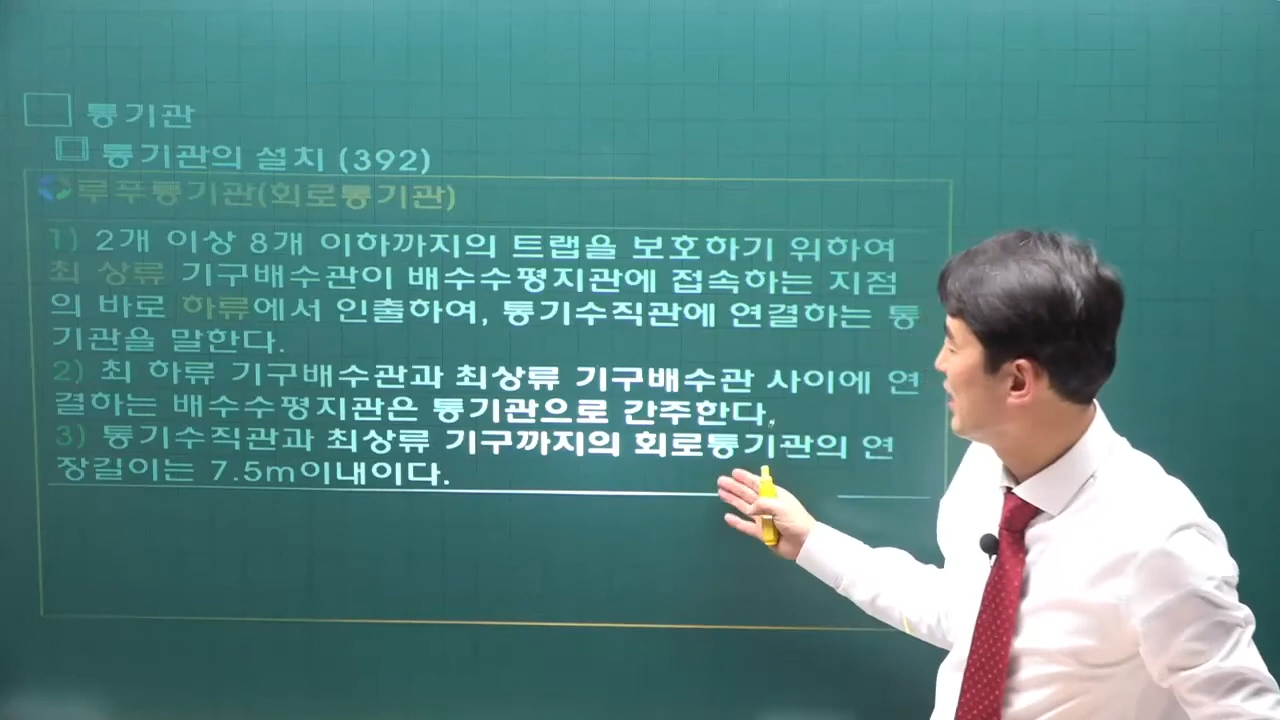 통기관
통기관의 설치 (392)
루푸통기관(회로통기관)
1) 2개 이상 8개 이하까지의 트랩을 보호하기 위하여
최 상류 기구배수관이 배수수평지관에 접속하는 지점
의 바로 하류에서 인출하여, 통기수직관에 연결하는 통
기관을 말한다.
2) 최 하류 기구배수관과 최상류 기구배수관 사이에 연
결하는 배수수평지관은 통기관으로 간주한다,
3) 통기수직관과 최상류 기구까지의 회로통기관의 연
장길이는 7.5m이내이다.